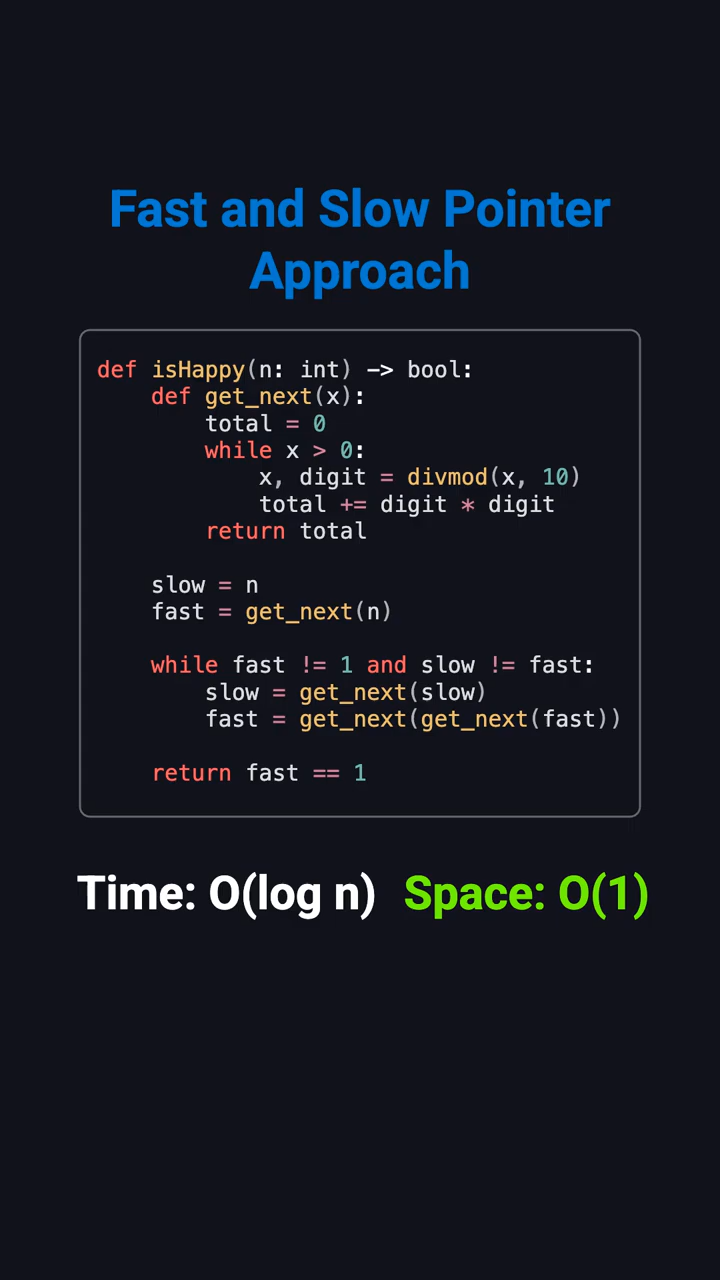 Fast and Slow Pointer
Approach
def isHappy(n: int) -> bool:
    def get_next(x):
        total = 0
        while x > 0:
            x, digit = divmod(x, 10)
            total += digit * digit
        return total

    slow = n
    fast = get_next(n)

    while fast != 1 and slow != fast:
        slow = get_next(slow)
        fast = get_next(get_next(fast))

    return fast == 1
Time: O(log n) Space: O(1)